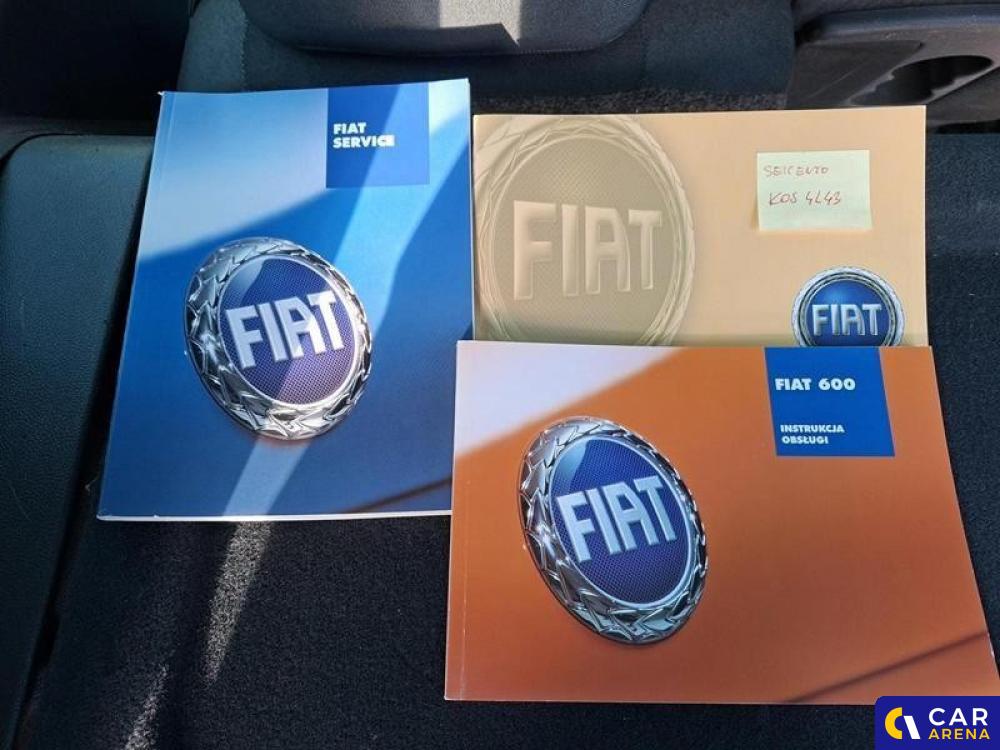 FIAT
SERVICE
FIAT
FIAT
SEICENTO
KOS 4L43
FIAT
FIAT 600
INSTRUKCJA
OBSŁUGI
FIAT
CAR
ARENA